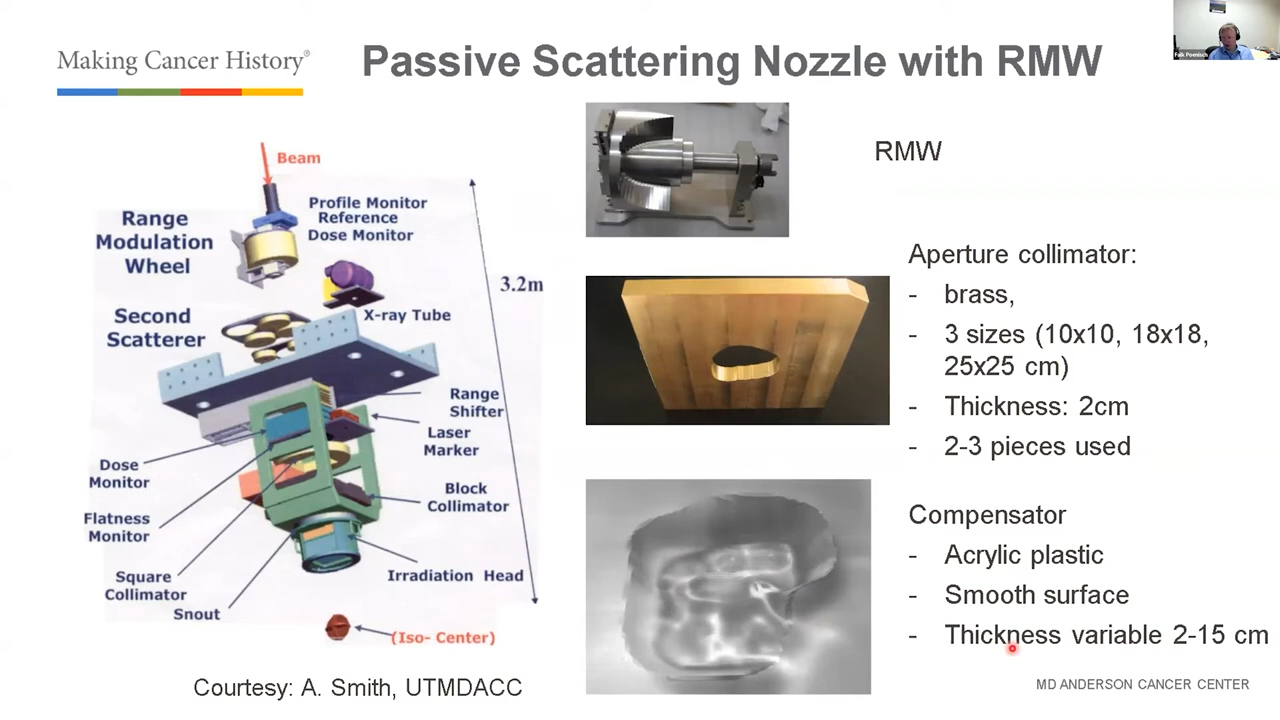 Making Cancer History®
Passive Scattering Nozzle with RMW
Falk Poenisch
Beam
Profile Monitor
Reference
Dose Monitor
Range
Modulation
Wheel
3.2m
X-ray Tube
Second
Scatterer
Range
Shifter
Laser
Marker
Dose
Monitor
Block
Collimator
Flatness
Monitor
Square
Collimator
Irradiation Head
Snout
(Iso- Center)
Courtesy: A. Smith, UTMDACC
RMW
Aperture collimator:
- brass,
- 3 sizes (10x10, 18x18,
25x25 cm)
- Thickness: 2cm
- 2-3 pieces used
Compensator
- Acrylic plastic
- Smooth surface
- Thickness variable 2-15 cm
MD ANDERSON CANCER CENTER